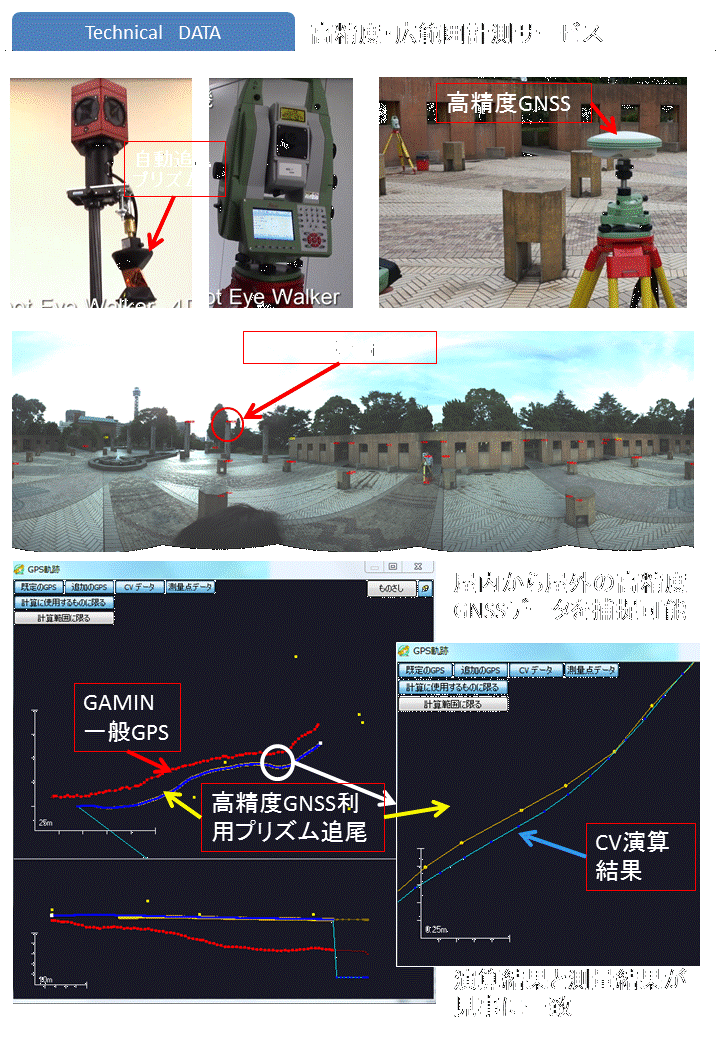 Technical DATA
高精度・広範囲計測サービス
自動追
プリズム
高精度GNSS
ot Eye Walker
ot Eye Walker
GPS軌跡
既定のGPS 追加のGPS CVデータ 測量点データ ものさし
計算に使用するものに限る
計算範囲に限る
屋内から屋外の高精度
GNSSデータを捕捉可能
GPS軌跡
既定のGPS 追加のGPS CVデータ 測量点データ
計算に使用するものに限る
計算範囲に限る
GAMIN
一般GPS
高精度GNSS利
用プリズム追尾
25m
CV演算
結果
0.25m
演算結果と測量結果が
見事に一致